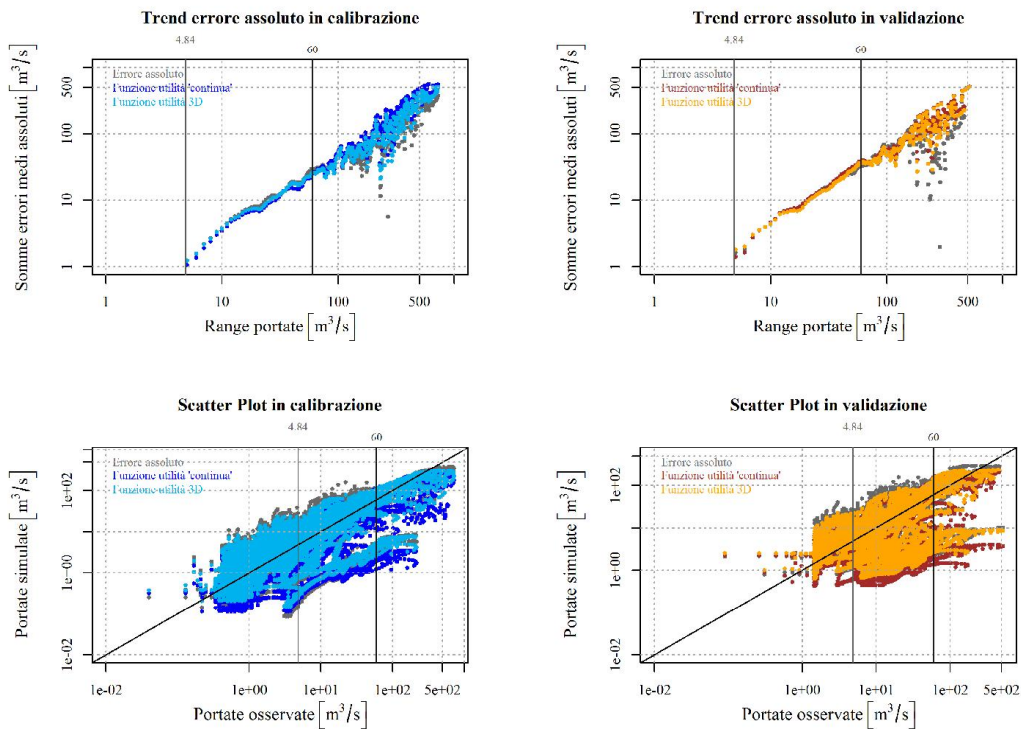 Trend errore assoluto in calibrazione
4.84
60
Errore assoluto
Funzione utilità 'continua'
Funzione utilità 3D
Somme errori medi assoluti [m³/s]
500
100
10
1
1
10
100
500
Range portate [m³/s]
Trend errore assoluto in validazione
4.84
60
Errore assoluto
Funzione utilità 'continua'
Funzione utilità 3D
Somme errori medi assoluti [m³/s]
500
100
10
1
1
10
100
500
Range portate [m³/s]
Scatter Plot in calibrazione
4.84
60
Errore assoluto
Funzione utilità 'continua'
Funzione utilità 3D
Portate simulate [m³/s]
1e+02
1e+00
1e-02
1e-02
1e+00
1e+01
1e+02
5e+02
Portate osservate [m³/s]
Scatter Plot in validazione
4.84
60
Errore assoluto
Funzione utilità 'continua'
Funzione utilità 3D
Portate simulate [m³/s]
1e+02
1e+00
1e-02
1e-02
1e+00
1e+01
1e+02
5e+02
Portate osservate [m³/s]